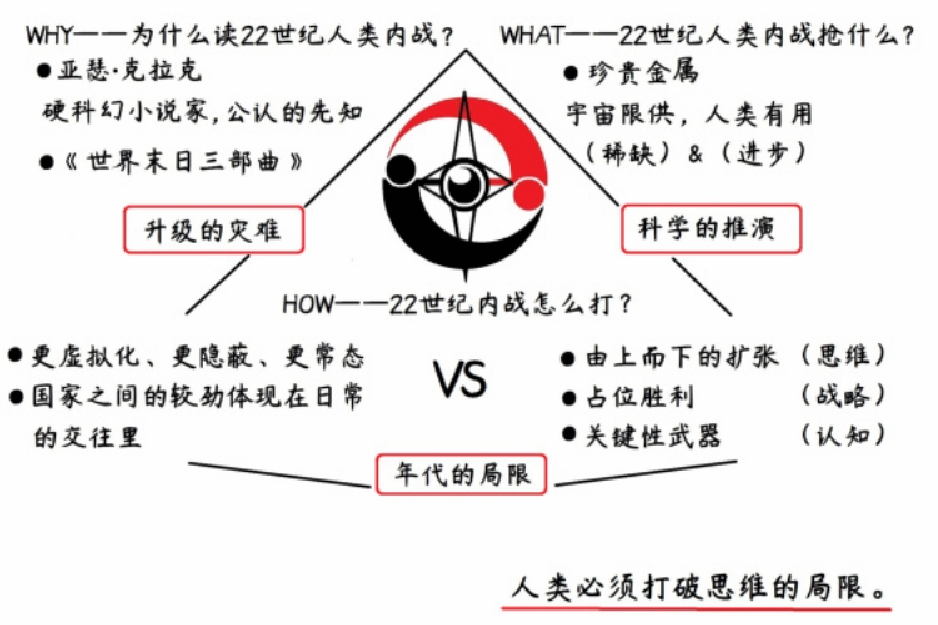 WHY——为什么读22世纪人类内战？
●亚瑟·克拉克
硬科幻小说家,公认的先知
●《世界末日三部曲》
WHAT——22世纪人类内战抢什么？
●珍贵金属
宇宙限供，人类有用
（稀缺）&（进步）
升级的灾难
科学的推演
HOW——22世纪内战怎么打？
●更虚拟化、更隐蔽、更常态
●国家之间的较劲体现在日常
的交往里
VS
●由上而下的扩张（思维）
●占位胜利（战略）
●关键性武器（认知）
年代的局限
人类必须打破思维的局限。